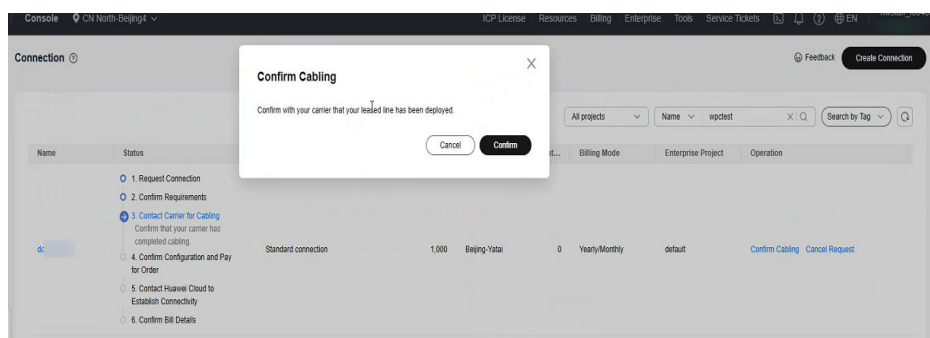 Console CN North-Beijing4 ICP License Resources Billing Enterprise Tools Service Tickets EN
Connection Feedback Create Connection
Confirm Cabling
Confirm with your carrier that your leased line has been deployed.
Cancel Confirm
All projects Name wpctest Search by Tag
Name Status Billing Mode Enterprise Project Operation
1. Request Connection
2. Confirm Requirements
3. Contact Carrier for Cabling
Confirm that your carrier has
completed cabling.
dc Standard connection 1,000 Beijing-Yatai 0 Yearly/Monthly default Confirm Cabling Cancel Request
4. Confirm Configuration and Pay
for Order
5. Contact Huawei Cloud to
Establish Connectivity
6. Confirm Bill Details